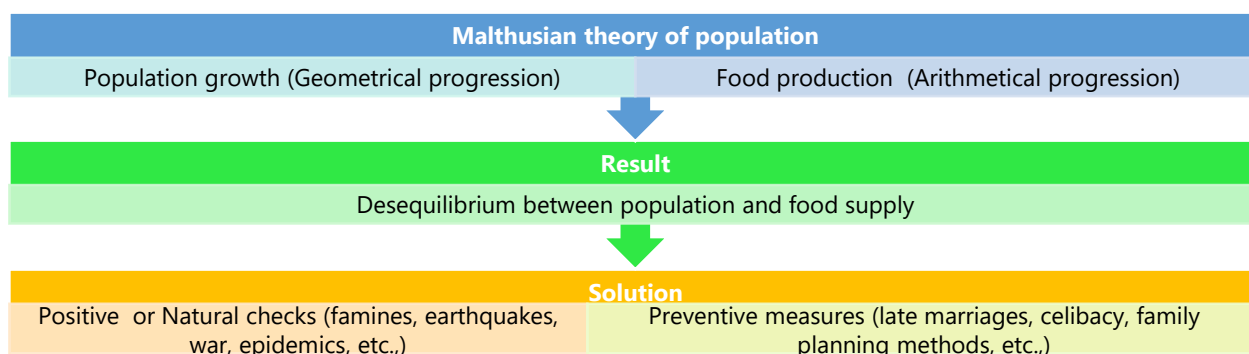 Malthusian theory of population
Population growth (Geometrical progression)
Food production (Arithmetical progression)
Result
Desequilibrium between population and food supply
Solution
Positive or Natural checks (famines, earthquakes,
war, epidemics, etc.,)
Preventive measures (late marriages, celibacy, family
planning methods, etc.,)